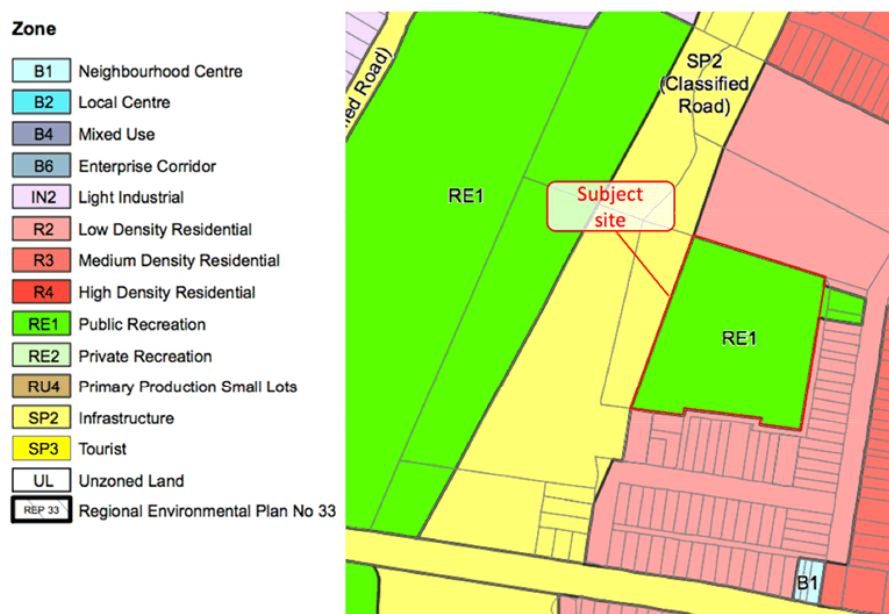 Zone
B1 Neighbourhood Centre
B2 Local Centre
B4 Mixed Use
B6 Enterprise Corridor
IN2 Light Industrial
R2 Low Density Residential
R3 Medium Density Residential
R4 High Density Residential
RE1 Public Recreation
RE2 Private Recreation
RU4 Primary Production Small Lots
SP2 Infrastructure
SP3 Tourist
UL Unzoned Land
REP 33 Regional Environmental Plan No 33
ied Road)
SP2
(Classified
Road)
RE1
Subject
site
RE1
B1